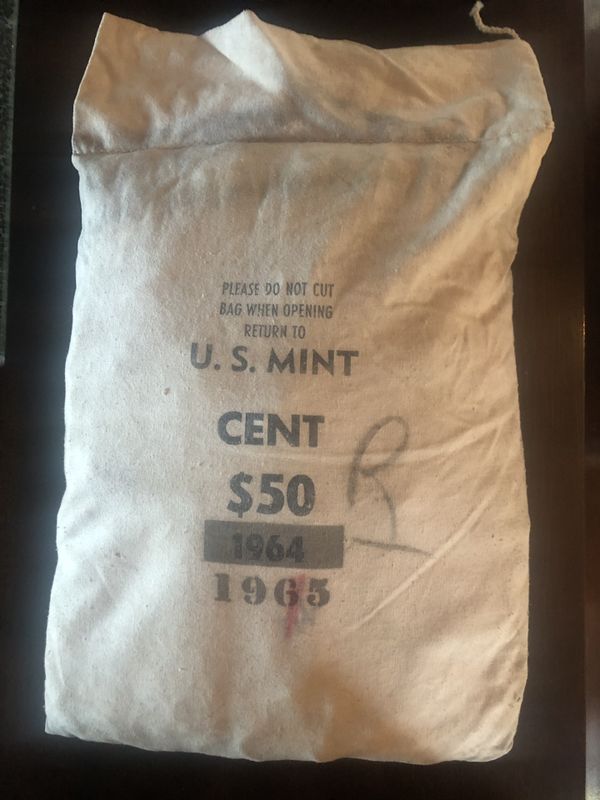 PLEASE DO NOT CUT
BAG WHEN OPENING
RETURN TO
U. S. MINT
CENT
$50
1964
1965